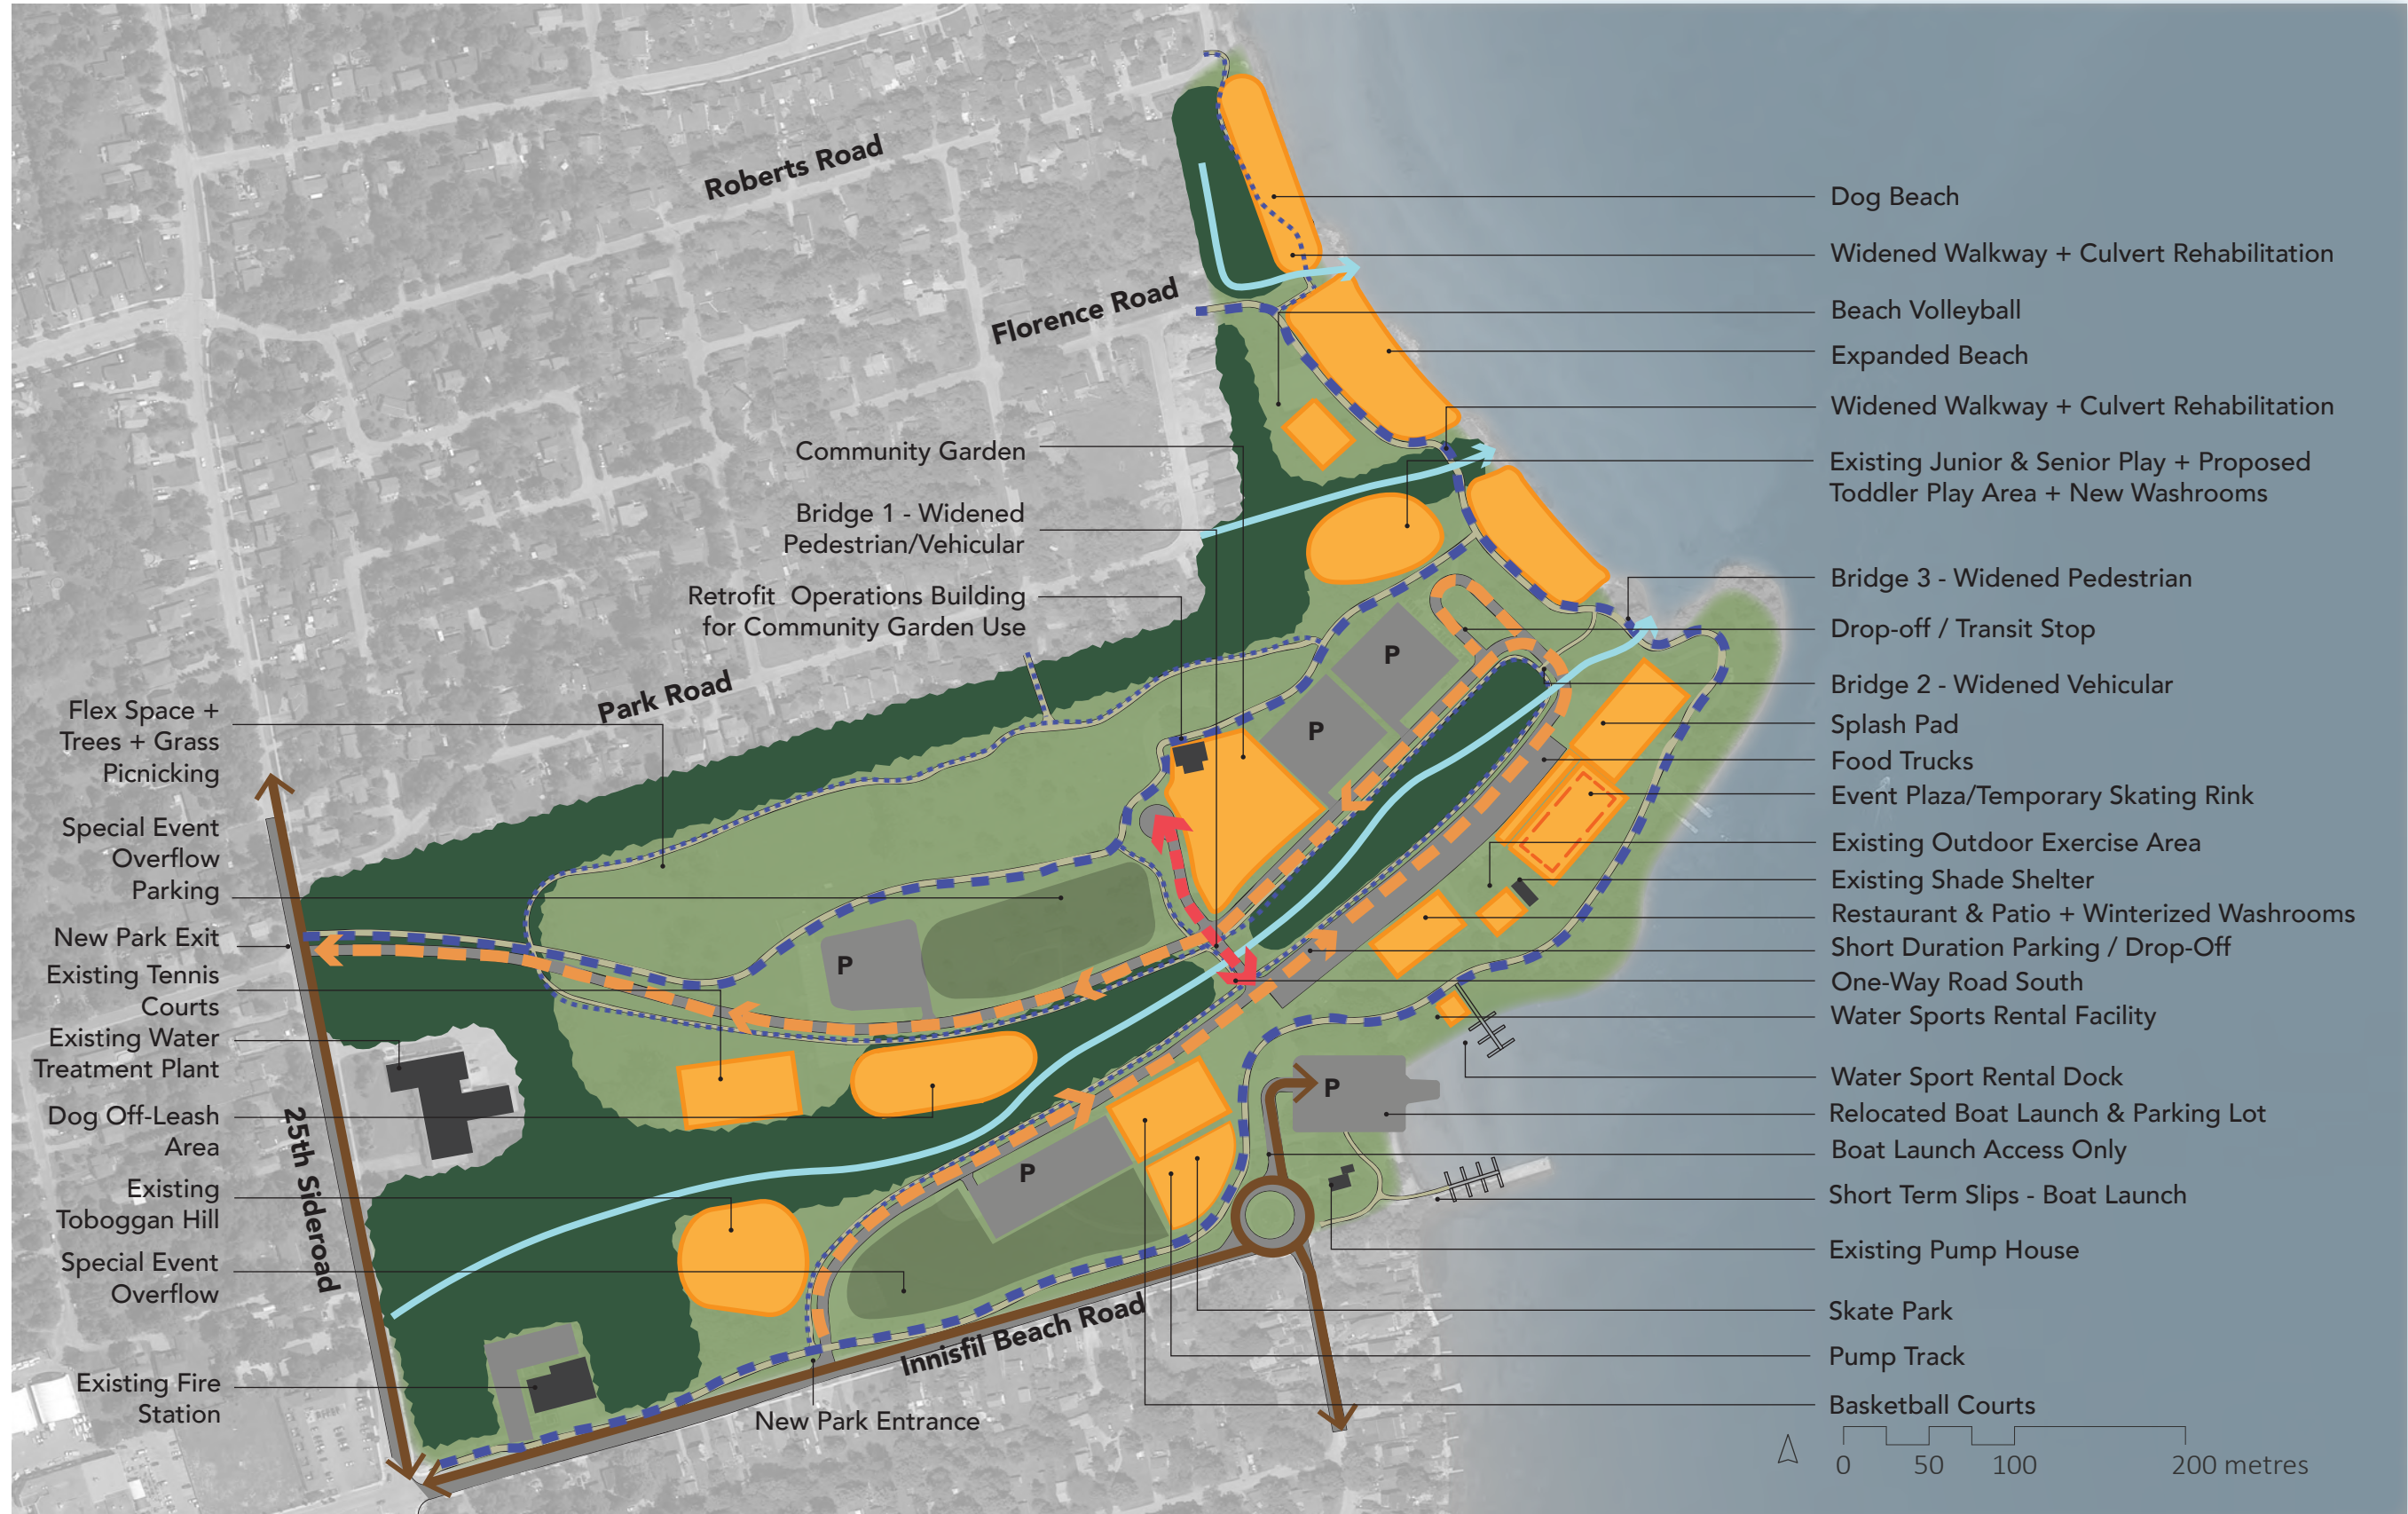 Roberts Road
Florence Road
Park Road
25th Sideroad
Innisfil Beach Road
Community Garden
Bridge 1 - Widened
Pedestrian/Vehicular
Retrofit Operations Building
for Community Garden Use
Flex Space +
Trees + Grass
Picnicking
Special Event
Overflow
Parking
New Park Exit
Existing Tennis
Courts
Existing Water
Treatment Plant
Dog Off-Leash
Area
Existing
Toboggan Hill
Special Event
Overflow
Existing Fire
Station
New Park Entrance
P
P
P
P
P
Dog Beach
Widened Walkway + Culvert Rehabilitation
Beach Volleyball
Expanded Beach
Widened Walkway + Culvert Rehabilitation
Existing Junior & Senior Play + Proposed
Toddler Play Area + New Washrooms
Bridge 3 - Widened Pedestrian
Drop-off / Transit Stop
Bridge 2 - Widened Vehicular
Splash Pad
Food Trucks
Event Plaza/Temporary Skating Rink
Existing Outdoor Exercise Area
Existing Shade Shelter
Restaurant & Patio + Winterized Washrooms
Short Duration Parking / Drop-Off
One-Way Road South
Water Sports Rental Facility
Water Sport Rental Dock
Relocated Boat Launch & Parking Lot
Boat Launch Access Only
Short Term Slips - Boat Launch
Existing Pump House
Skate Park
Pump Track
Basketball Courts
0 50 100 200 metres